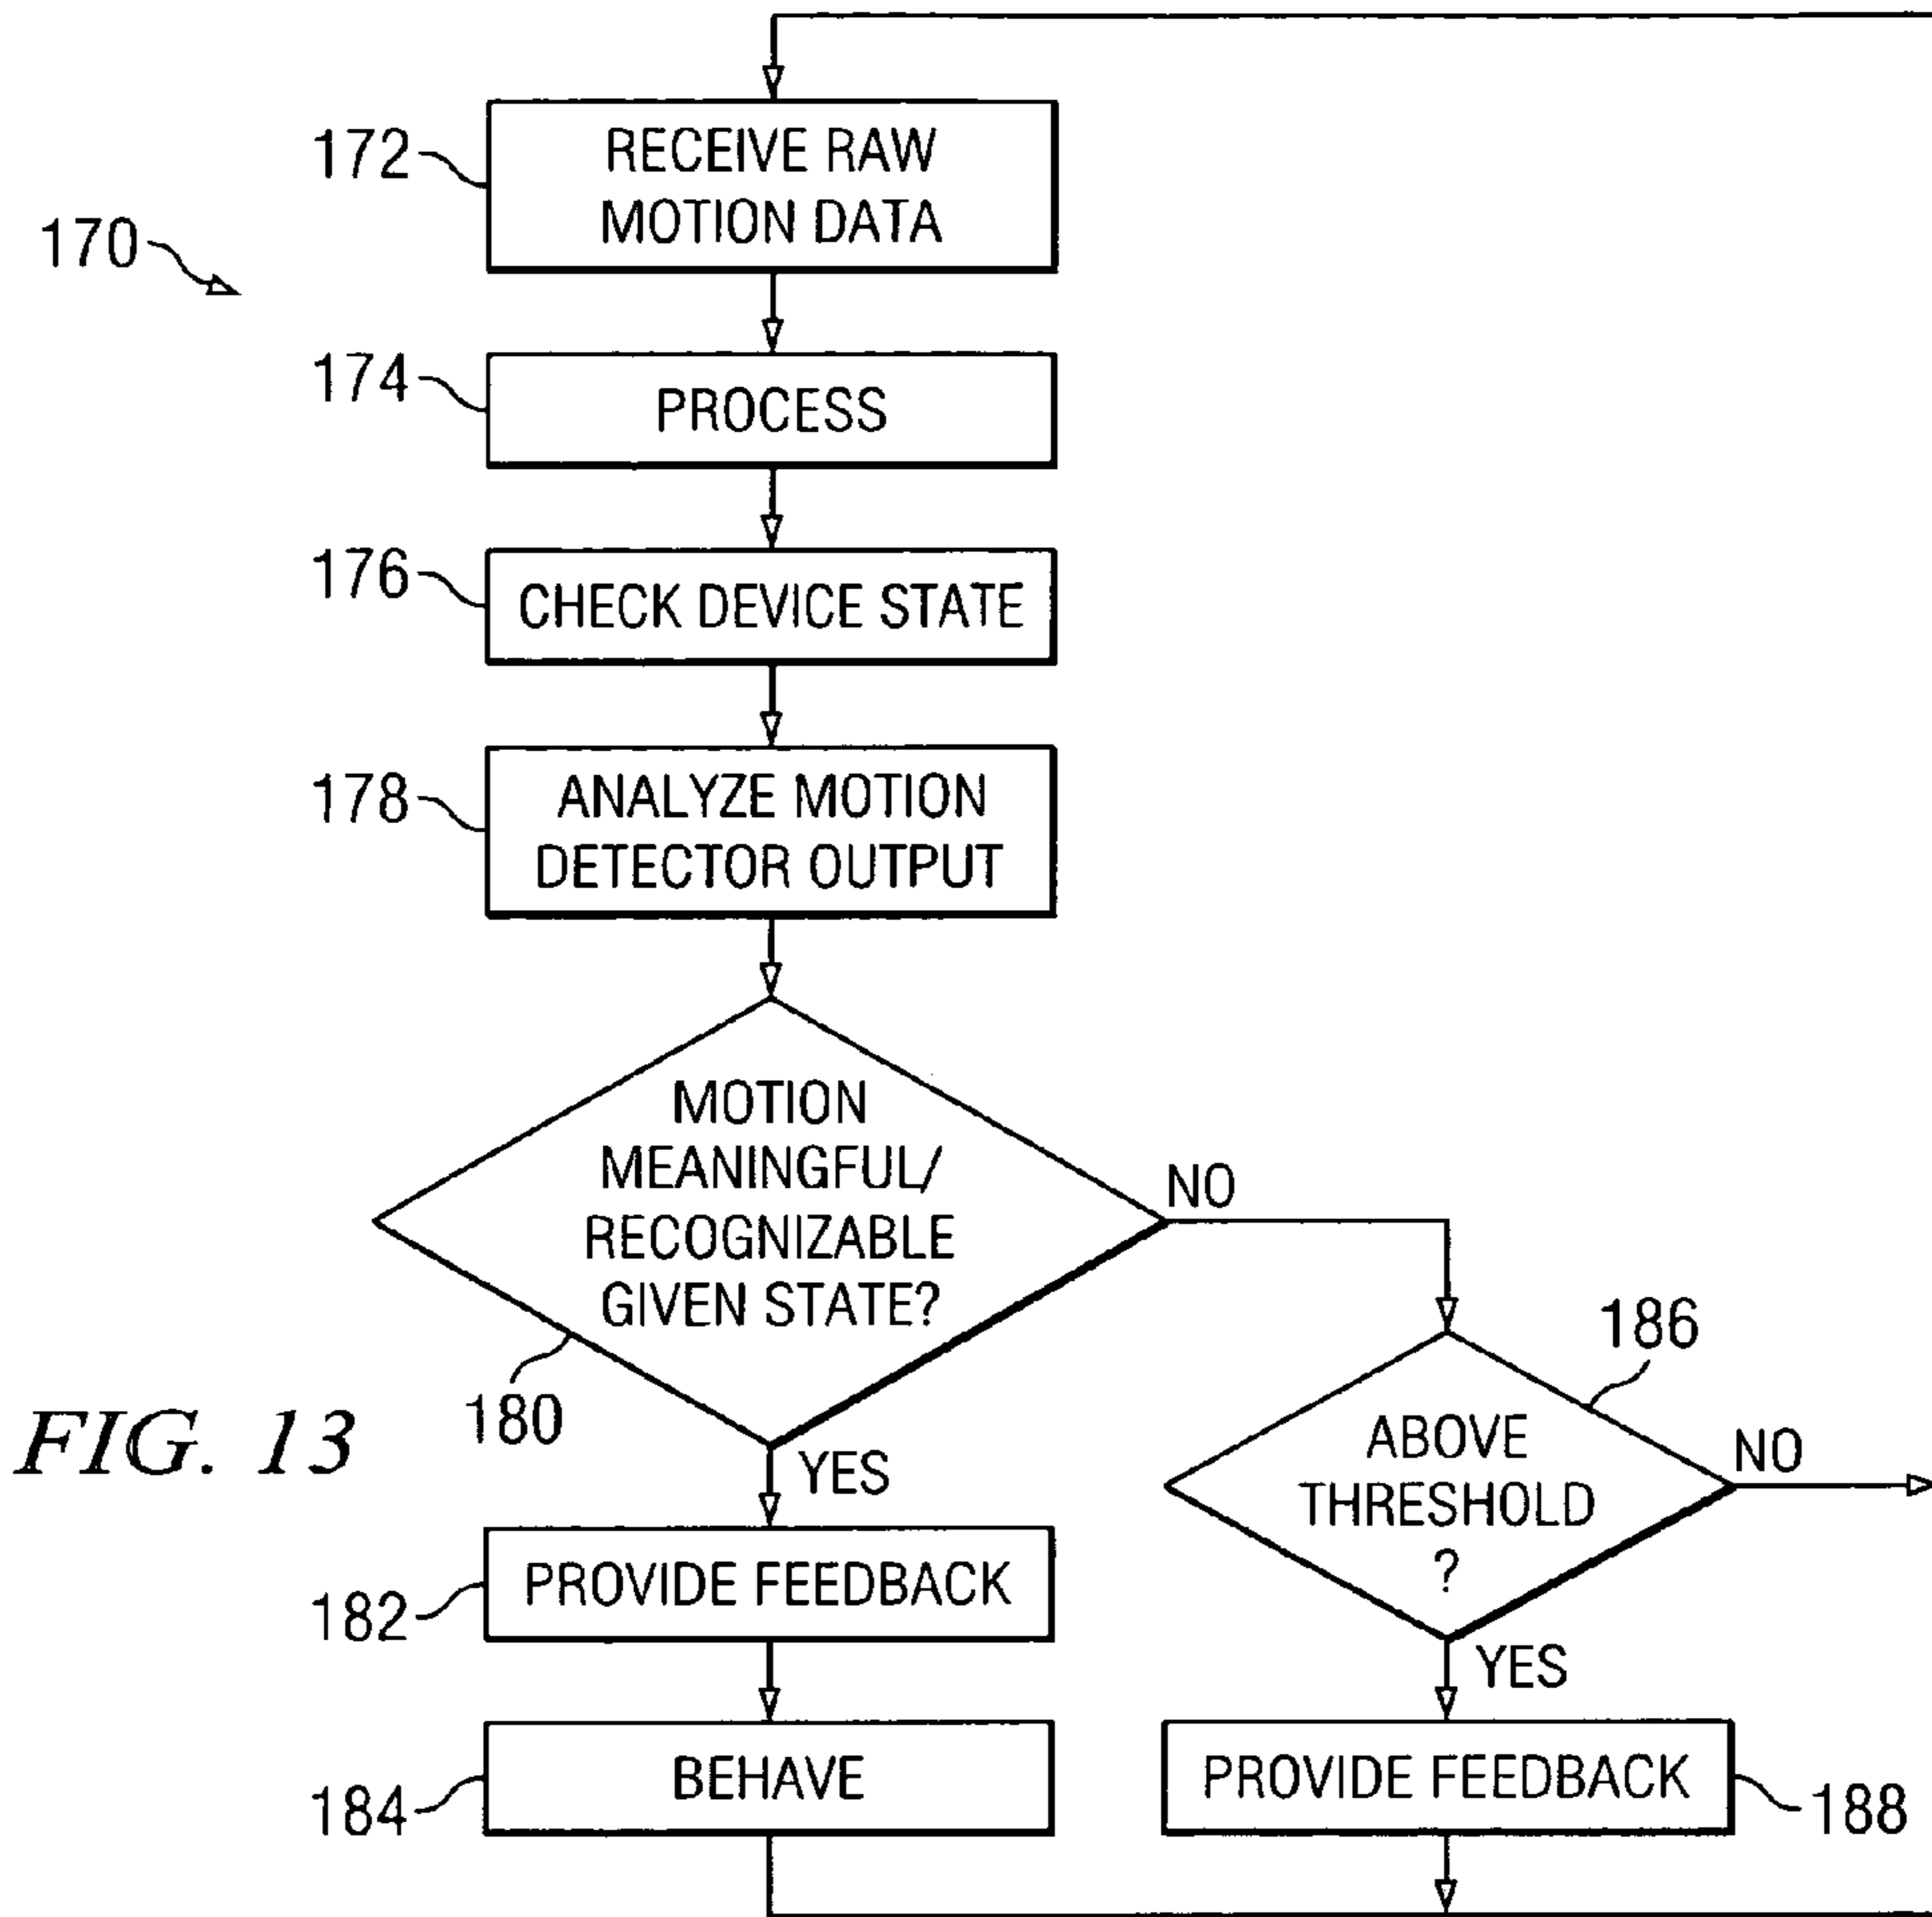 172
RECEIVE RAW
MOTION DATA
170
174
PROCESS
176
CHECK DEVICE STATE
178
ANALYZE MOTION
DETECTOR OUTPUT
MOTION
MEANINGFUL/
RECOGNIZABLE
GIVEN STATE?
NO
180
186
ABOVE
THRESHOLD
?
NO
FIG. 13
YES
182
PROVIDE FEEDBACK
YES
184
BEHAVE
PROVIDE FEEDBACK
188